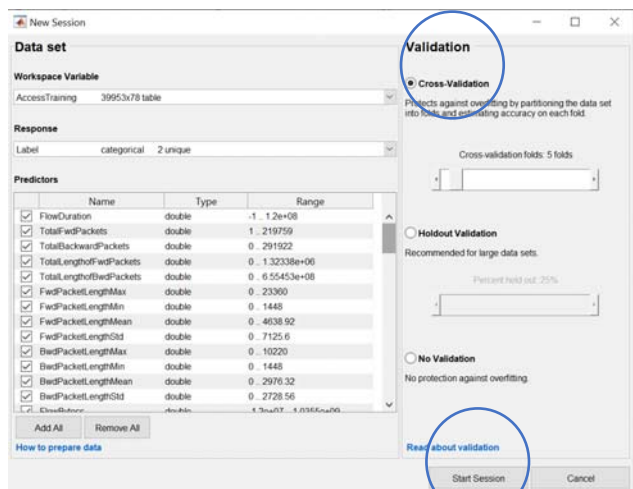 New Session
Data set
Workspace Variable
AccessTraining 39953x78 table
Response
Label categorical 2 unique
Predictors
Name Type Range
FlowDuration double -1 .. 1.2e+08
TotalFwdPackets double 1 .. 219759
TotalBackwardPackets double 0 .. 291922
TotalLengthofFwdPackets double 0 .. 1.32338e+06
TotalLengthofBwdPackets double 0 .. 6.55453e+08
FwdPacketLengthMax double 0 .. 23360
FwdPacketLengthMin double 0 .. 1448
FwdPacketLengthMean double 0 .. 4638.92
FwdPacketLengthStd double 0 .. 7125.6
BwdPacketLengthMax double 0 .. 10220
BwdPacketLengthMin double 0 .. 1448
BwdPacketLengthMean double 0 .. 2976.32
BwdPacketLengthStd double 0 .. 2728.56
double
Add All Remove All
How to prepare data
Validation
Cross-Validation
Protects against overfitting by partitioning the data set
into folds and estimating accuracy on each fold.
Cross-validation folds: 5 folds
Holdout Validation
Recommended for large data sets.
Percent held out: 25%
No Validation
No protection against overfitting.
Read about validation
Start Session Cancel